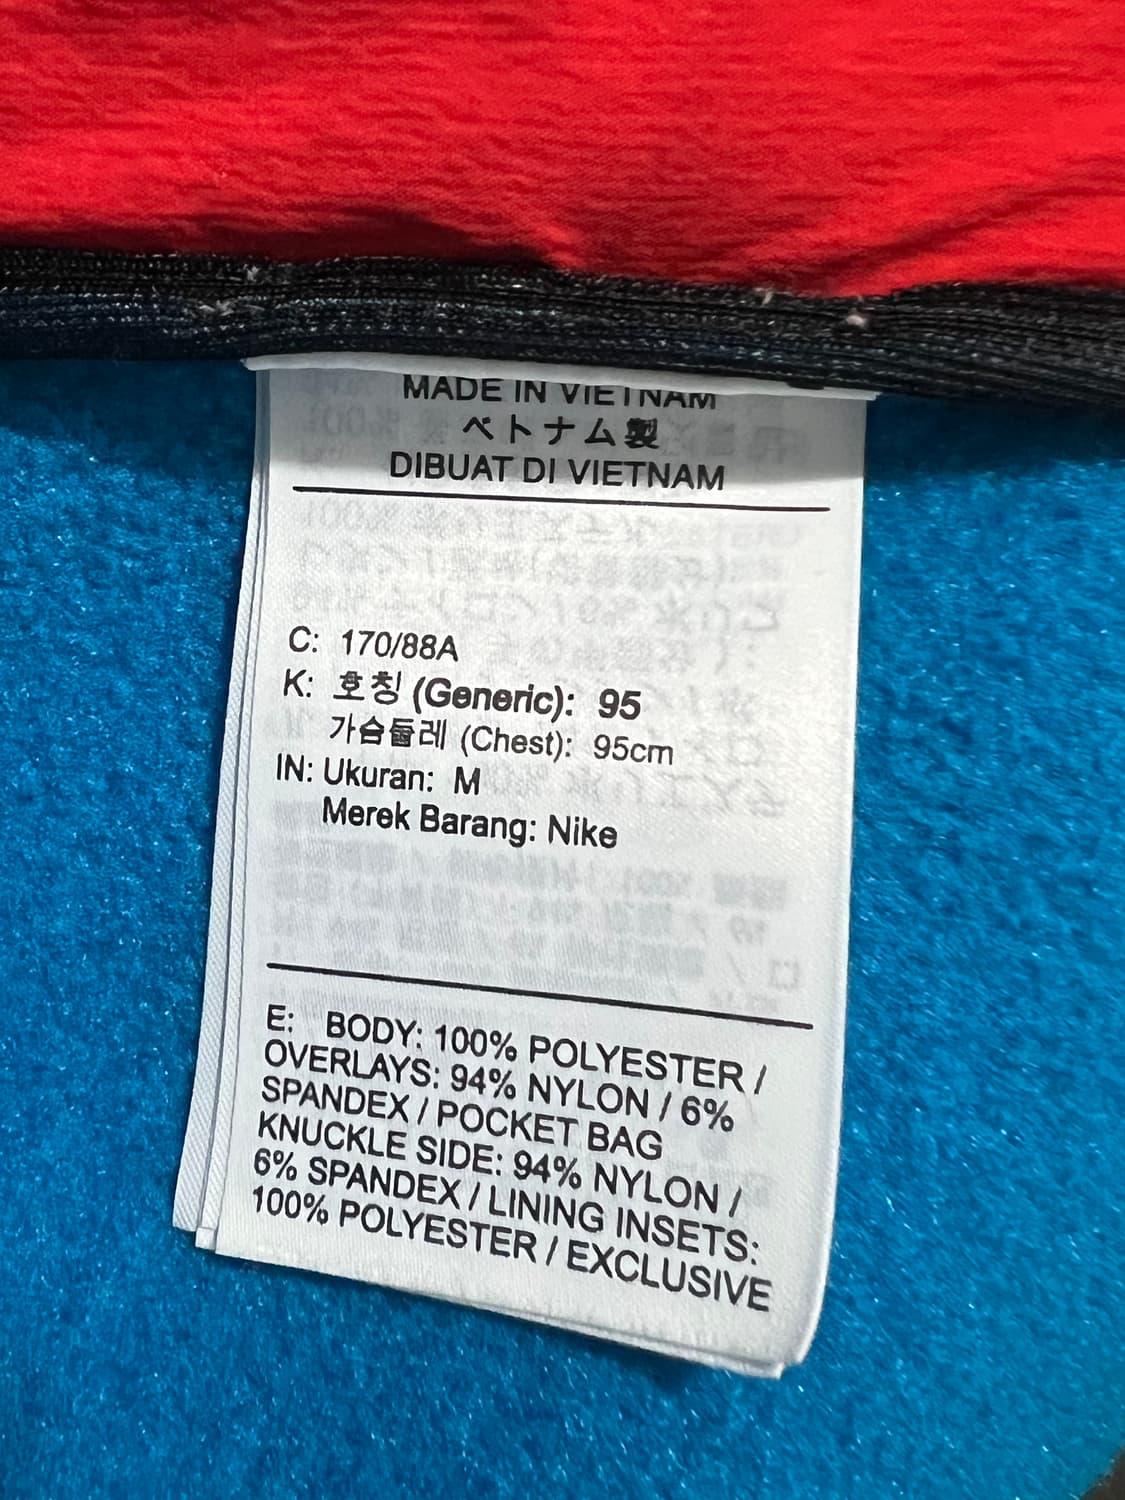 MADE IN VIETNAM
ベトナム製
DIBUAT DI VIETNAM
C: 170/88A
K: 호칭 (Generic): 95
가슴둘레 (Chest): 95cm
IN: Ukuran: M
Merek Barang: Nike
E: BODY: 100% POLYESTER /
OVERLAYS: 94% NYLON / 6%
SPANDEX / POCKET BAG
KNUCKLE SIDE: 94% NYLON /
6% SPANDEX / LINING INSETS:
100% POLYESTER / EXCLUSIVE